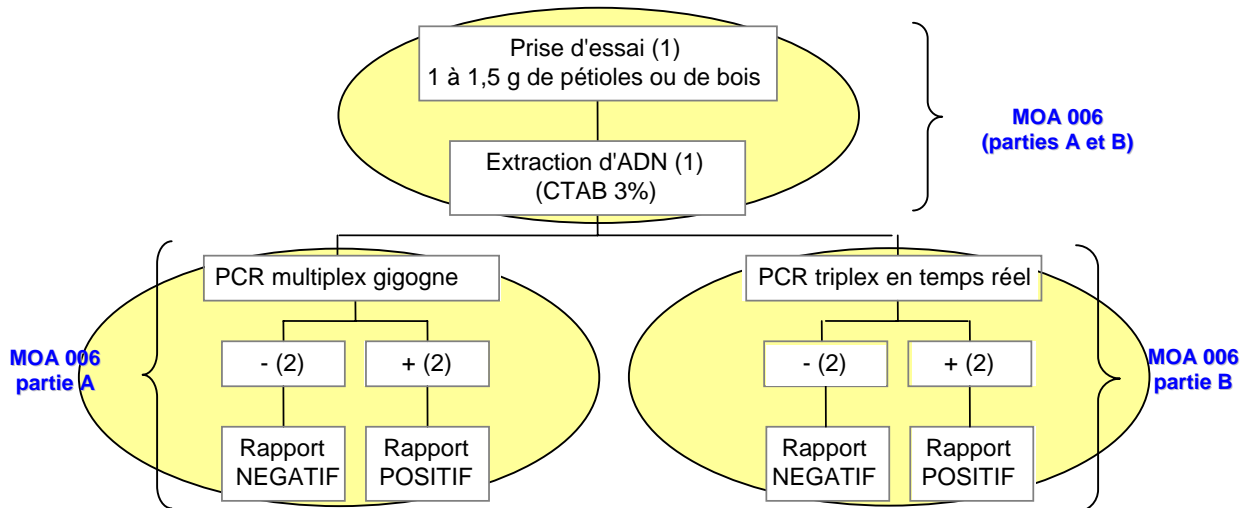 Prise d'essai (1)
1 à 1,5 g de pétioles ou de bois
MOA 006
(parties A et B)
Extraction d'ADN (1)
(CTAB 3%)
PCR multiplex gigogne
PCR triplex en temps réel
MOA 006
partie A
- (2)
+ (2)
- (2)
+ (2)
MOA 006
partie B
Rapport
NEGATIF
Rapport
POSITIF
Rapport
NEGATIF
Rapport
POSITIF